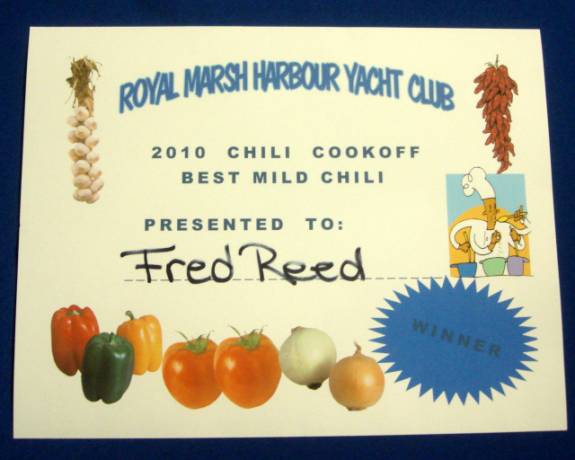 ROYAL MARSH HARBOUR YACHT CLUB
2010 CHILI COOKOFF
BEST MILD CHILI
PRESENTED TO:
Fred Reed
WINNER